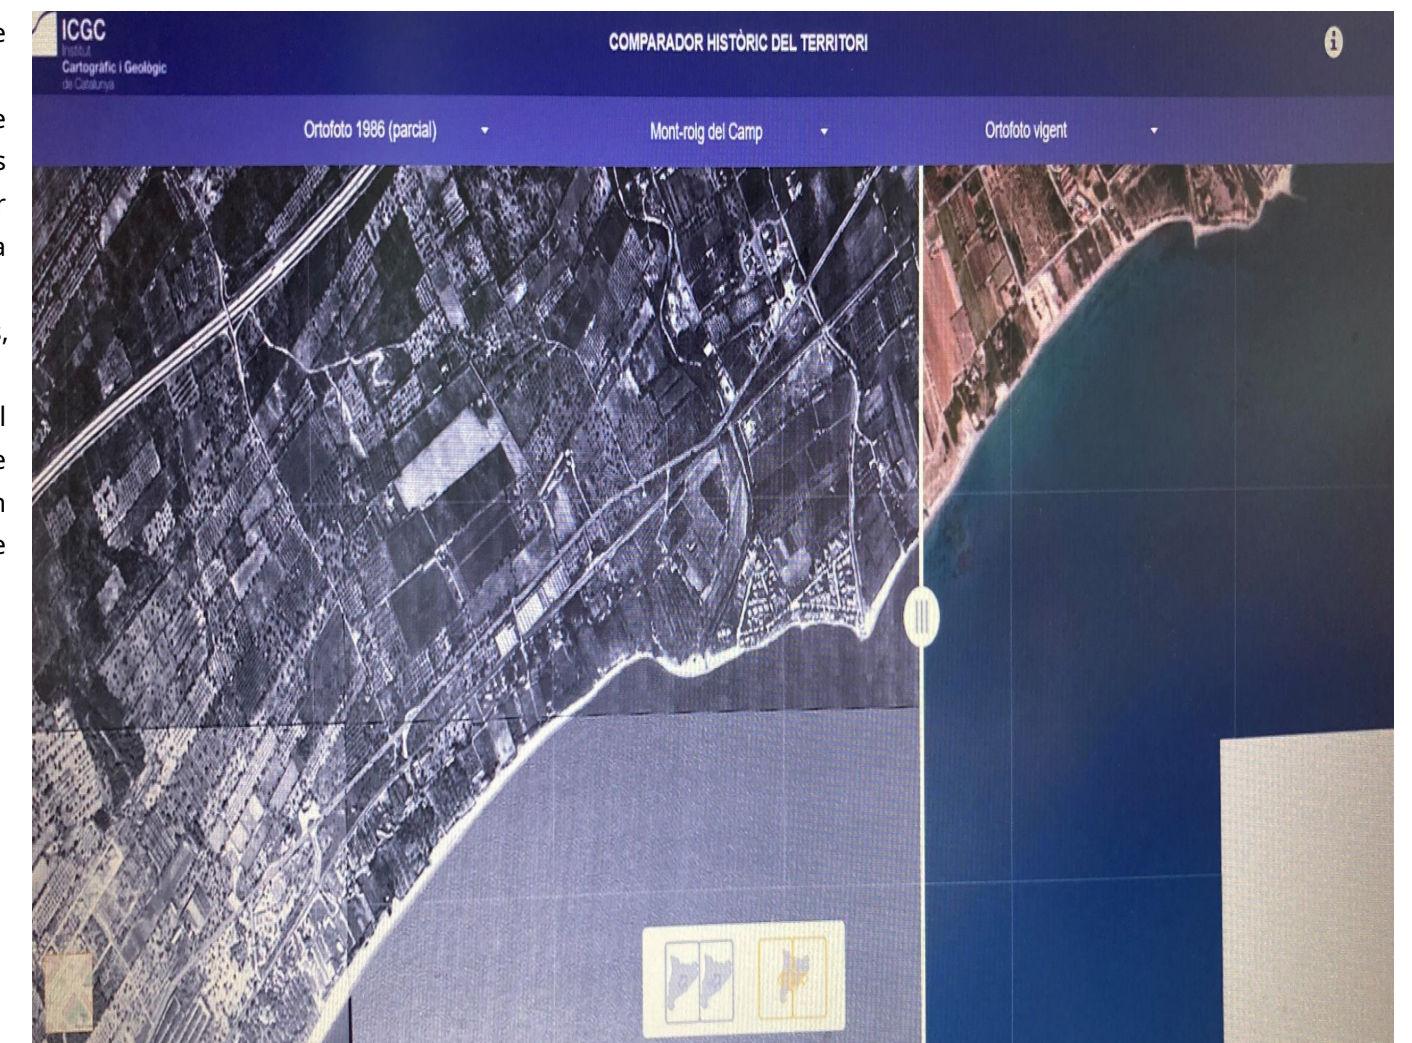 e
ICGC
Institut
Cartogràfic i Geològic
de Catalunya
COMPARADOR HISTÒRIC DEL TERRITORI
i
Ortofoto 1986 (parcial)
Mont-roig del Camp
Ortofoto vigent
e
s
r
a
,
l
e
n
e